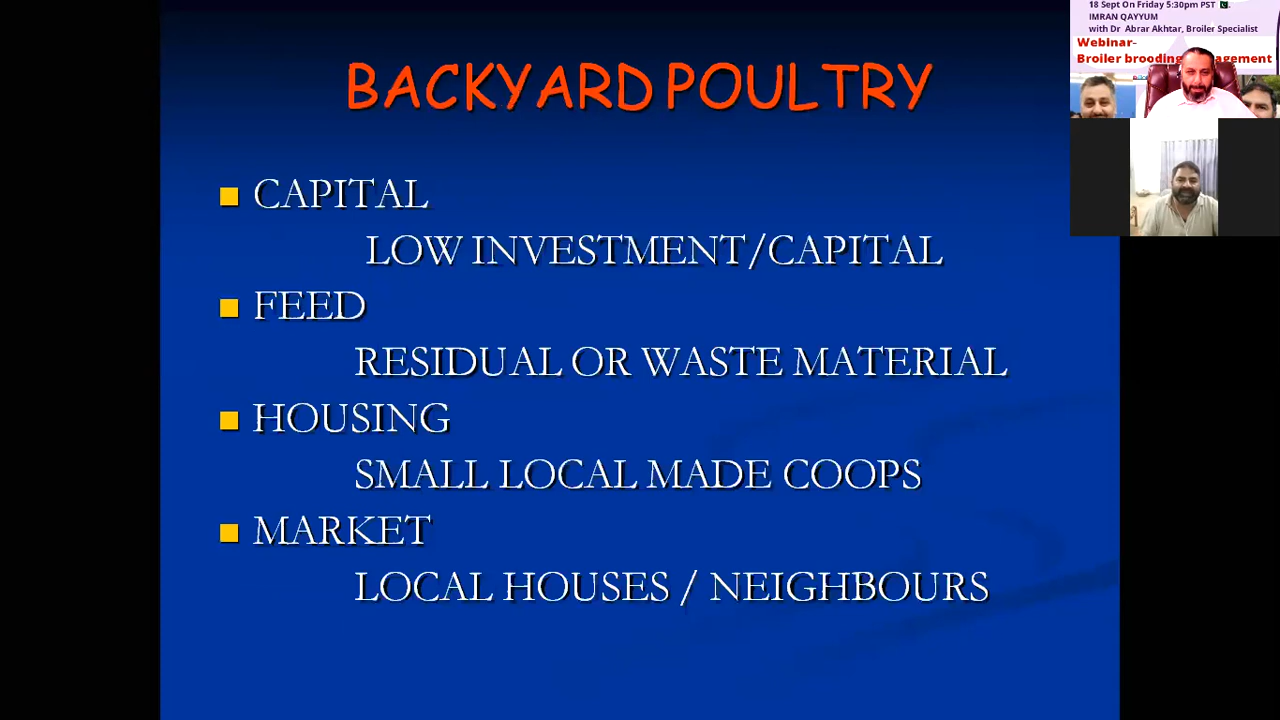 BACKYARD POULTRY
CAPITAL
LOW INVESTMENT/CAPITAL
FEED
RESIDUAL OR WASTE MATERIAL
HOUSING
SMALL LOCAL MADE COOPS
MARKET
LOCAL HOUSES / NEIGHBOURS
18 Sept On Friday 5:30pm PST
IMRAN QAYYUM
with Dr Abrar Akhtar, Broiler Specialist
Webinar-
Broiler brooding